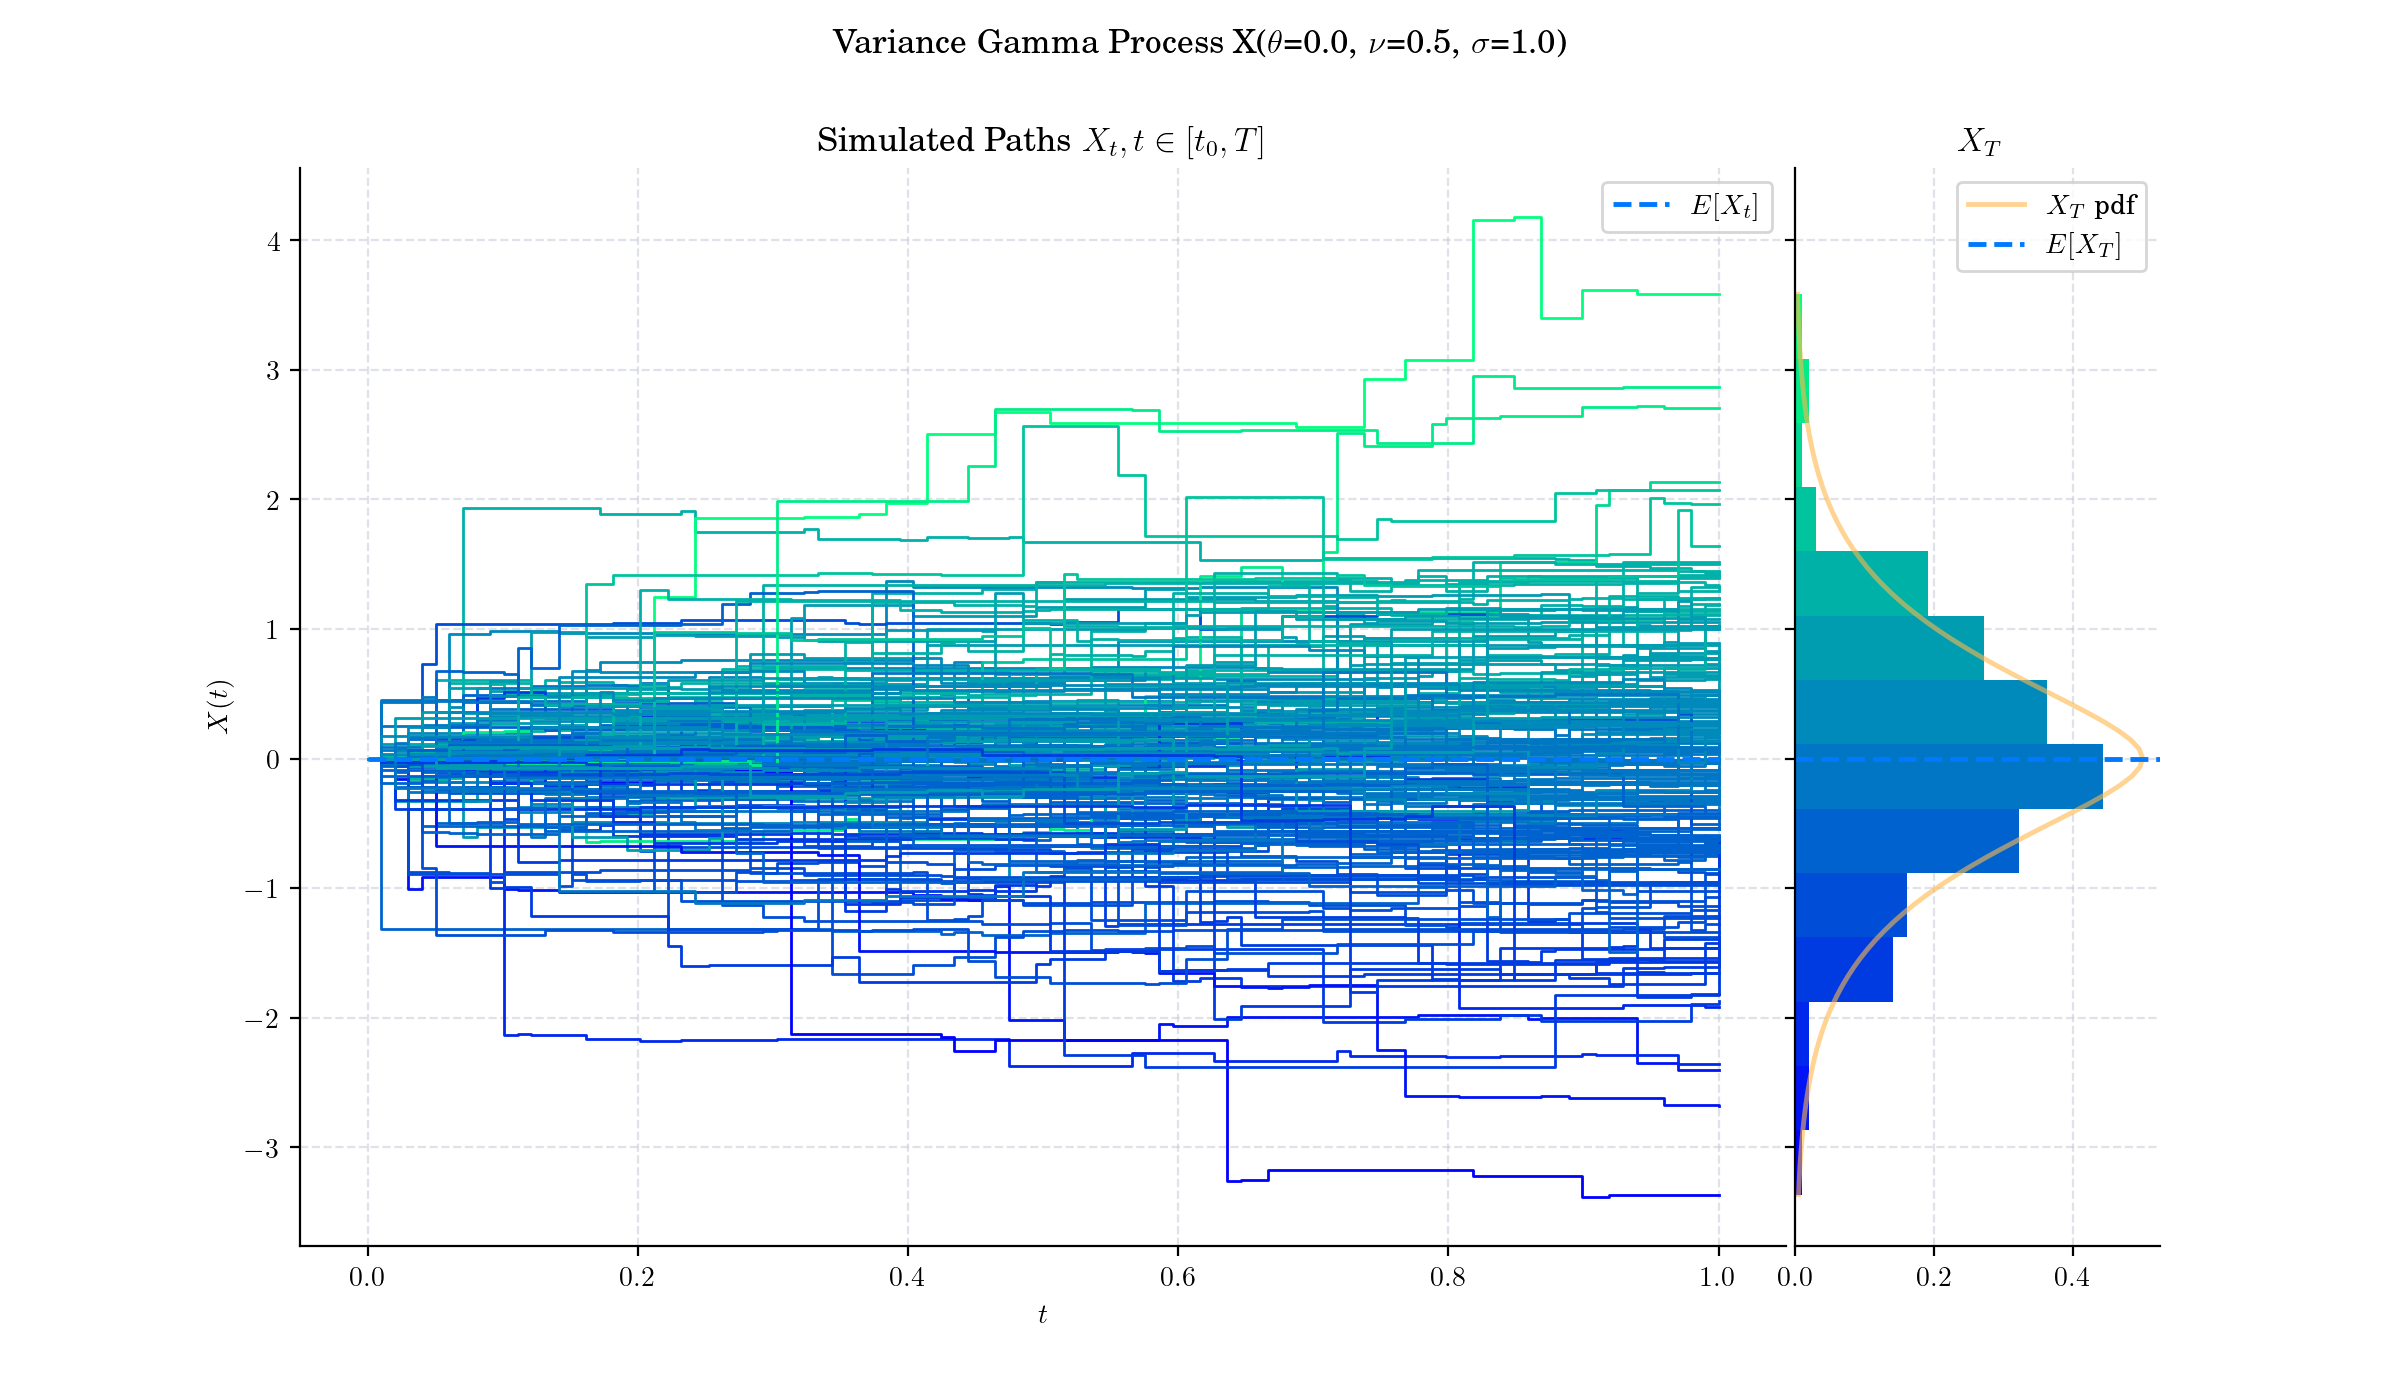 Variance Gamma Process X(θ=0.0, ν=0.5, σ=1.0)
Simulated Paths X_t, t ∈ [t_0, T]
X_T
E[X_t]
X_T pdf
E[X_T]
4
3
2
1
0
−1
−2
−3
X(t)
0.0
0.2
0.4
0.6
0.8
1.0
0.0
0.2
0.4
t